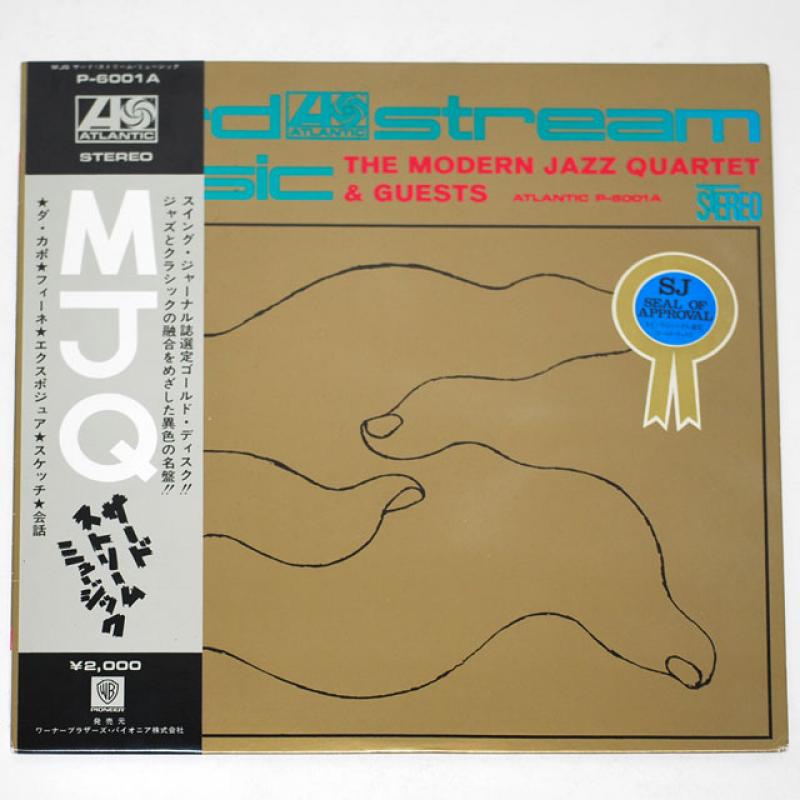 MJQ サード・ストリーム・ミュージック
P-6001A
ATLANTIC
STEREO
MJQ
スイング・ジャーナル誌選定ゴールド・ディスク!!
ジャズとクラシックの融合をめざした異色の名盤!!
★ダ・カポ★フィーネ★エクスポジュア★スケッチ★会話
サード
ストリーム
ミュージック
¥2,000
WB
PIONEER
発売元
ワーナーブラザーズ・パイオニア株式会社
rd ATLANTIC stream
sic
THE MODERN JAZZ QUARTET
& GUESTS ATLANTIC P-6001A
STEREO
SJ
SEAL OF
APPROVAL